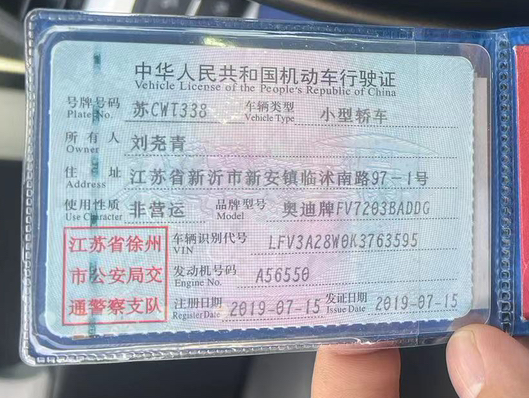 中华人民共和国机动车行驶证
Vehicle License of the People's Republic of China
号牌号码 苏CWT338 车辆类型 小型轿车
Plate No. Vehicle Type
所有人 刘尧青
Owner
住址 江苏省新沂市新安镇临沭南路97-1号
Address
使用性质 非营运 品牌型号 奥迪牌FV7203BADDG
Use Character Model
江苏省徐州
市公安局交
通警察支队
车辆识别代号 LFV3A28W0K3763595
VIN
发动机号码 A56550
Engine No.
注册日期 2019-07-15 发证日期 2019-07-15
Register Date Issue Date